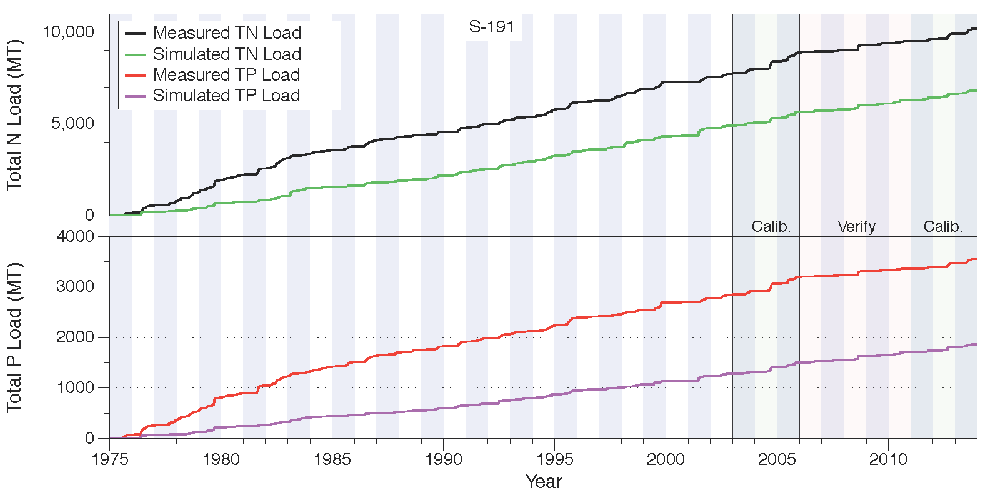 S-191
Measured TN Load
Simulated TN Load
Measured TP Load
Simulated TP Load
Total N Load (MT)
10,000
5,000
0
Calib.
Verify
Calib.
Total P Load (MT)
4000
3000
2000
1000
0
1975 1980 1985 1990 1995 2000 2005 2010
Year